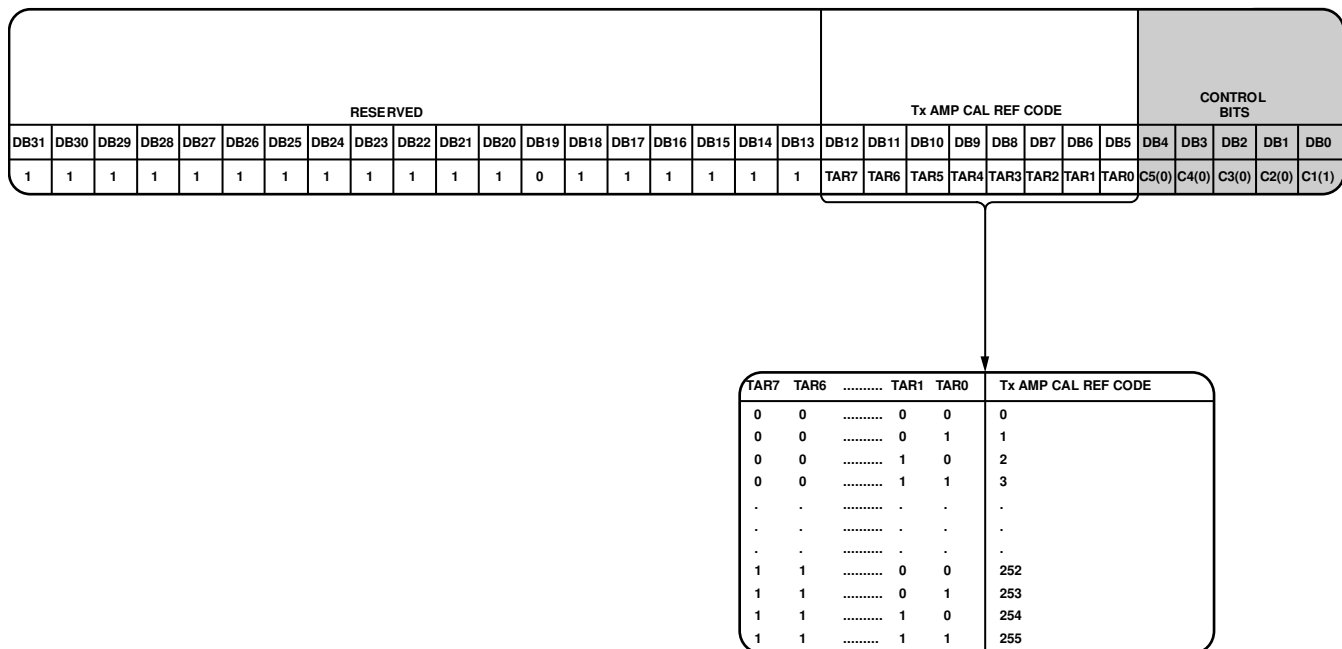 RESERVED
Tx AMP CAL REF CODE
CONTROL
BITS
DB31 DB30 DB29 DB28 DB27 DB26 DB25 DB24 DB23 DB22 DB21 DB20 DB19 DB18 DB17 DB16 DB15 DB14 DB13 DB12 DB11 DB10 DB9 DB8 DB7 DB6 DB5 DB4 DB3 DB2 DB1 DB0
1 1 1 1 1 1 1 1 1 1 1 1 0 1 1 1 1 1 1 TAR7 TAR6 TAR5 TAR4 TAR3 TAR2 TAR1 TAR0 C5(0) C4(0) C3(0) C2(0) C1(1)
TAR7 TAR6 .......... TAR1 TAR0 Tx AMP CAL REF CODE
0 0 .......... 0 0 0
0 0 .......... 0 1 1
0 0 .......... 1 0 2
0 0 .......... 1 1 3
. . .......... . . .
. . .......... . . .
. . .......... . . .
1 1 .......... 0 0 252
1 1 .......... 0 1 253
1 1 .......... 1 0 254
1 1 ......... 1 1 255